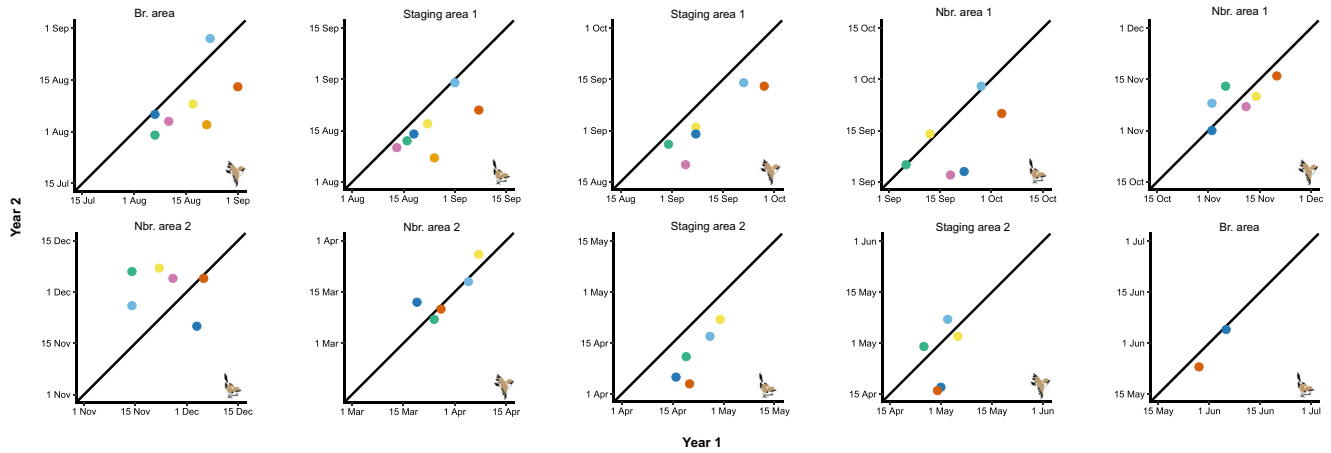 Br. area
Staging area 1
Staging area 1
Nbr. area 1
Nbr. area 1
1 Sep
15 Aug
1 Aug
15 Jul
15 Jul 1 Aug 15 Aug 1 Sep
15 Sep
1 Sep
15 Aug
1 Aug
1 Aug 15 Aug 1 Sep 15 Sep
1 Oct
15 Sep
1 Sep
15 Aug
15 Aug 1 Sep 15 Sep 1 Oct
15 Oct
1 Oct
15 Sep
1 Sep
1 Sep 15 Sep 1 Oct 15 Oct
1 Dec
15 Nov
1 Nov
15 Oct
15 Oct 1 Nov 15 Nov 1 Dec
Year 2
Nbr. area 2
Nbr. area 2
Staging area 2
Staging area 2
Br. area
15 Dec
1 Dec
15 Nov
1 Nov
1 Nov 15 Nov 1 Dec 15 Dec
1 Apr
15 Mar
1 Mar
1 Mar 15 Mar 1 Apr 15 Apr
15 May
1 May
15 Apr
1 Apr
1 Apr 15 Apr 1 May 15 May
1 Jun
15 May
1 May
15 Apr
15 Apr 1 May 15 May 1 Jun
1 Jul
15 Jun
1 Jun
15 May
15 May 1 Jun 15 Jun 1 Jul
Year 1